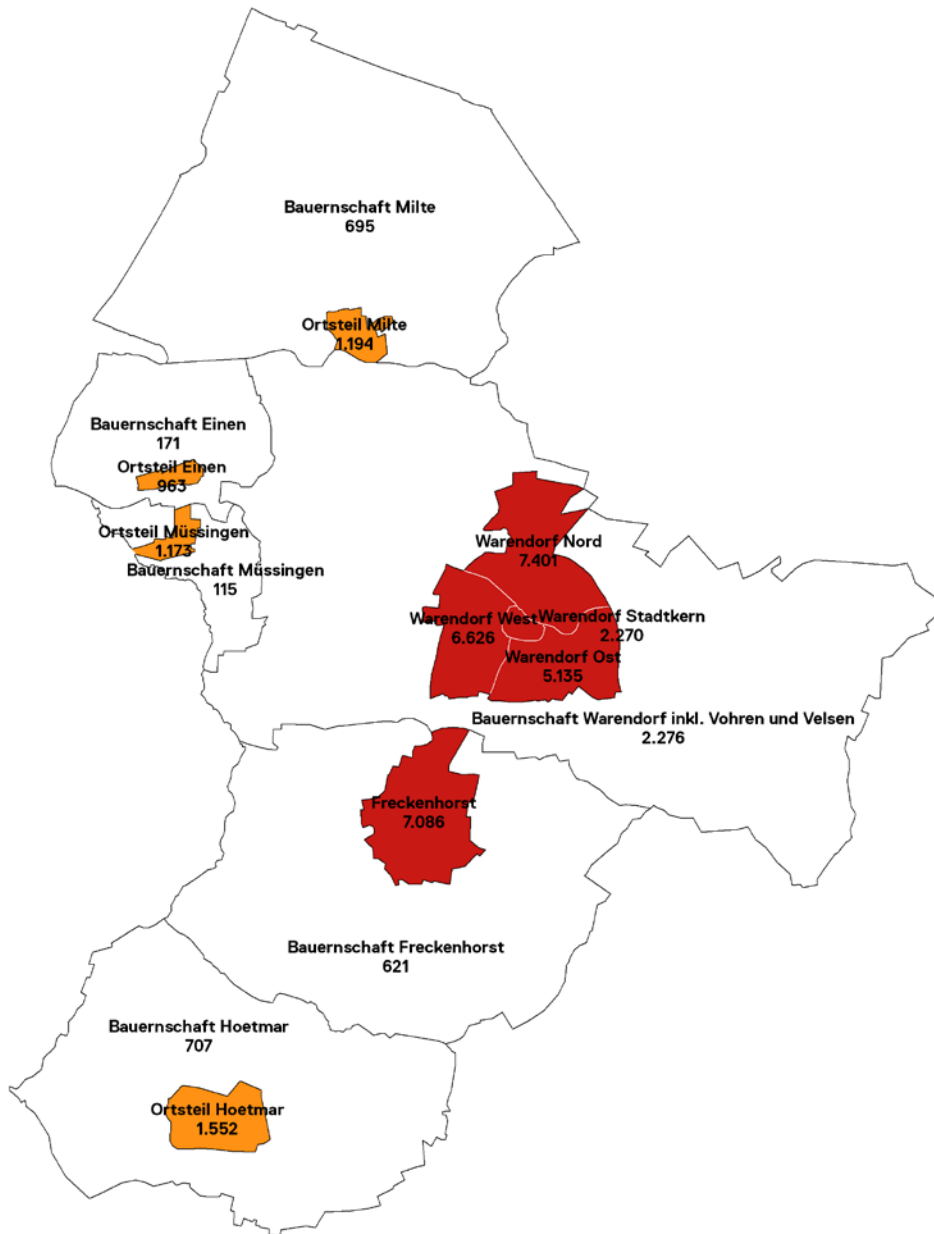 Bauernschaft Milte
695
Ortsteil Milte
1.194
Bauernschaft Einen
171
Ortsteil Einen
963
Ortsteil Müssingen
1.173
Bauernschaft Müssingen
115
Warendorf Nord
7.401
Warendorf West
6.626
Warendorf Stadtkern
2.270
Warendorf Ost
5.135
Bauernschaft Warendorf inkl. Vohren und Velsen
2.276
Freckenhorst
7.086
Bauernschaft Freckenhorst
621
Bauernschaft Hoetmar
707
Ortsteil Hoetmar
1.552